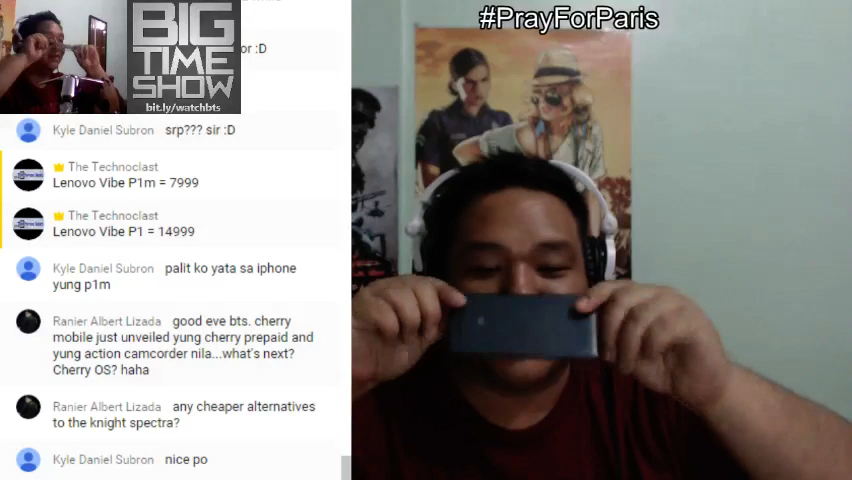 #PrayForParis
BIG
TIME
SHOW
bit.ly/watchbts
or :D
Kyle Daniel Subron srp??? sir :D
The Technoclast
Lenovo Vibe P1m = 7999
The Technoclast
Lenovo Vibe P1 = 14999
Kyle Daniel Subron palit ko yata sa iphone
yung p1m
Ranier Albert Lizada good eve bts. cherry
mobile just unveiled yung cherry prepaid and
yung action camcorder nila...what's next?
Cherry OS? haha
Ranier Albert Lizada any cheaper alternatives
to the knight spectra?
Kyle Daniel Subron nice po